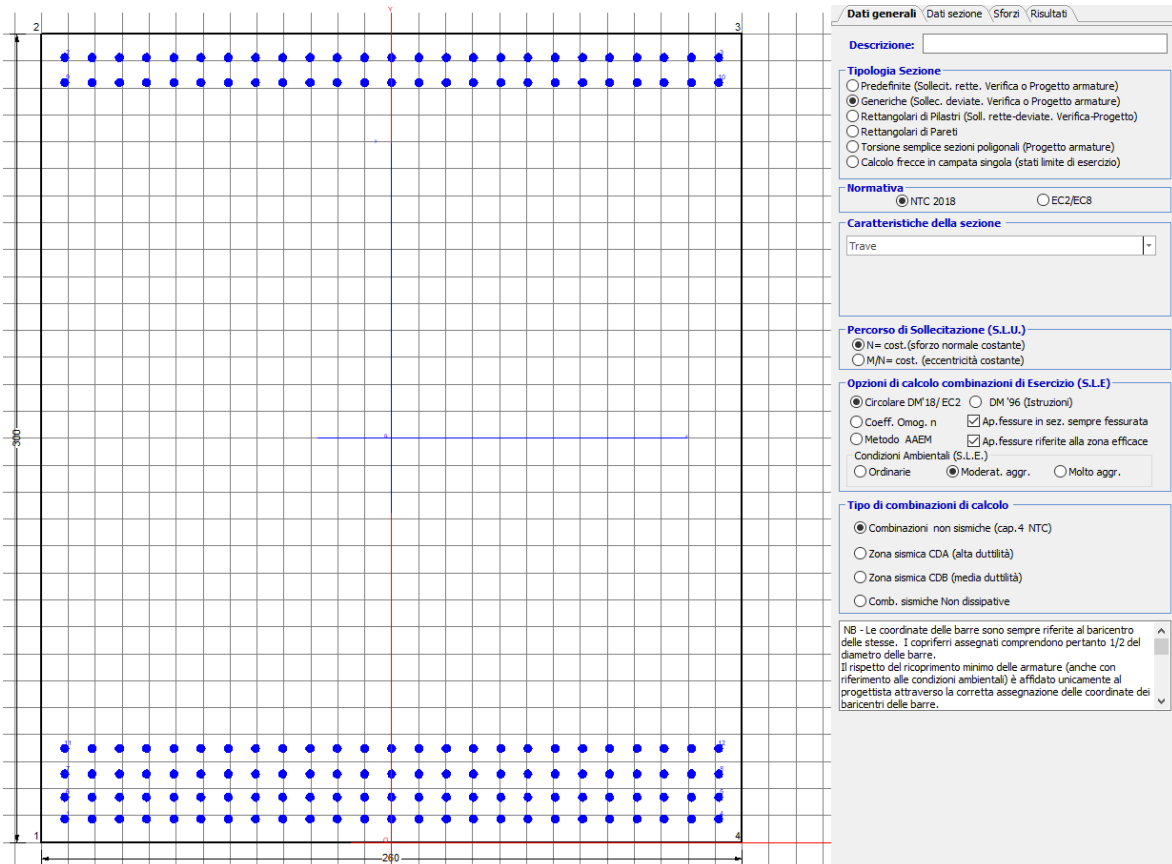 Y
2
3
300
1
4
260
Dati generali
Dati sezione
Sforzi
Risultati
Descrizione:
Tipologia Sezione
Predefinite (Sollecit. rette. Verifica o Progetto armature)
Generiche (Sollec. deviate. Verifica o Progetto armature)
Rettangolari di Pilastri (Soll. rette-deviate. Verifica-Progetto)
Rettangolari di Pareti
Torsione semplice sezioni poligonali (Progetto armature)
Calcolo frecce in campata singola (stati limite di esercizio)
Normativa
NTC 2018
EC2/EC8
Caratteristiche della sezione
Trave
Percorso di Sollecitazione (S.L.U.)
N= cost.(sforzo normale costante)
M/N= cost. (eccentricità costante)
Opzioni di calcolo combinazioni di Esercizio (S.L.E)
Circolare DM'18/ EC2
DM '96 (Istruzioni)
Coeff. Omog. n
Ap.fessure in sez. sempre fessurata
Metodo AAEM
Ap.fessure riferite alla zona efficace
Condizioni Ambientali (S.L.E.)
Ordinarie
Moderat. aggr.
Molto aggr.
Tipo di combinazioni di calcolo
Combinazioni non sismiche (cap.4 NTC)
Zona sismica CDA (alta duttilità)
Zona sismica CDB (media duttilità)
Comb. sismiche Non dissipative
NB - Le coordinate delle barre sono sempre riferite al baricentro
delle stesse. I copriferri assegnati comprendono pertanto 1/2 del
diametro delle barre.
Il rispetto del ricoprimento minimo delle armature (anche con
riferimento alle condizioni ambientali) è affidato unicamente al
progettista attraverso la corretta assegnazione delle coordinate dei
baricentri delle barre.